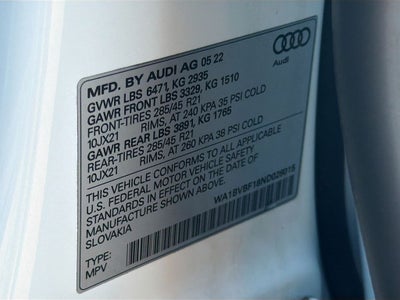 MFD. BY AUDI AG 05 22
Audi
GVWR LBS 6471, KG 2935
GAWR FRONT LBS 3329, KG 1510
FRONT-TIRES 285/45 R21
10JX21 RIMS, AT 240 KPA 35 PSI COLD
GAWR REAR LBS 3891, KG 1765
REAR-TIRES 285/45 R21
10JX21 RIMS, AT 260 KPA 38 PSI COLD
THIS VEHICLE CONFORMS TO ALL APPLICABLE
U.S. FEDERAL MOTOR VEHICLE SAFETY
STANDARDS IN EFFECT ON THE DATE OF
MANUFACTURE SHOWN ABOVE.
SLOVAKIA
TYPE:
MPV